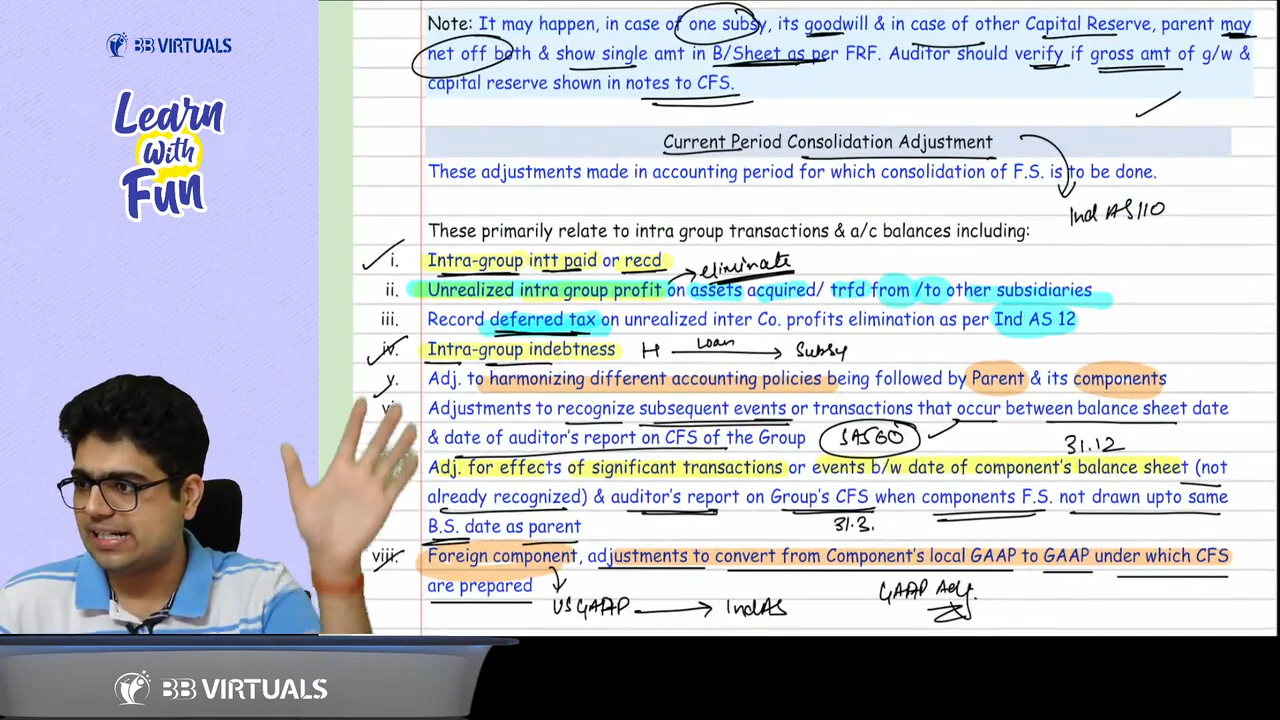 BB VIRTUALS
Learn
With
Fun
Note: It may happen, in case of one subsy, its goodwill & in case of other Capital Reserve, parent may
net off both & show single amt in B/Sheet as per FRF. Auditor should verify if gross amt of g/w &
capital reserve shown in notes to CFS.
Current Period Consolidation Adjustment
These adjustments made in accounting period for which consolidation of F.S. is to be done.
Ind AS 110
These primarily relate to intra group transactions & a/c balances including:
i. Intra-group intt paid or recd
eliminate
ii. Unrealized intra group profit on assets acquired/ trfd from /to other subsidiaries
iii. Record deferred tax on unrealized inter Co. profits elimination as per Ind AS 12
iv. Intra-group indebtness H Loan Subsy
v. Adj. to harmonizing different accounting policies being followed by Parent & its components
vi. Adjustments to recognize subsequent events or transactions that occur between balance sheet date
& date of auditor's report on CFS of the Group SA560 31.12
Adj. for effects of significant transactions or events b/w date of component's balance sheet (not
already recognized) & auditor's report on Group's CFS when components F.S. not drawn upto same
B.S. date as parent 31.3.
viii. Foreign component, adjustments to convert from Component's local GAAP to GAAP under which CFS
are prepared
US GAAP Ind AS GAAP Adj.
BB VIRTUALS